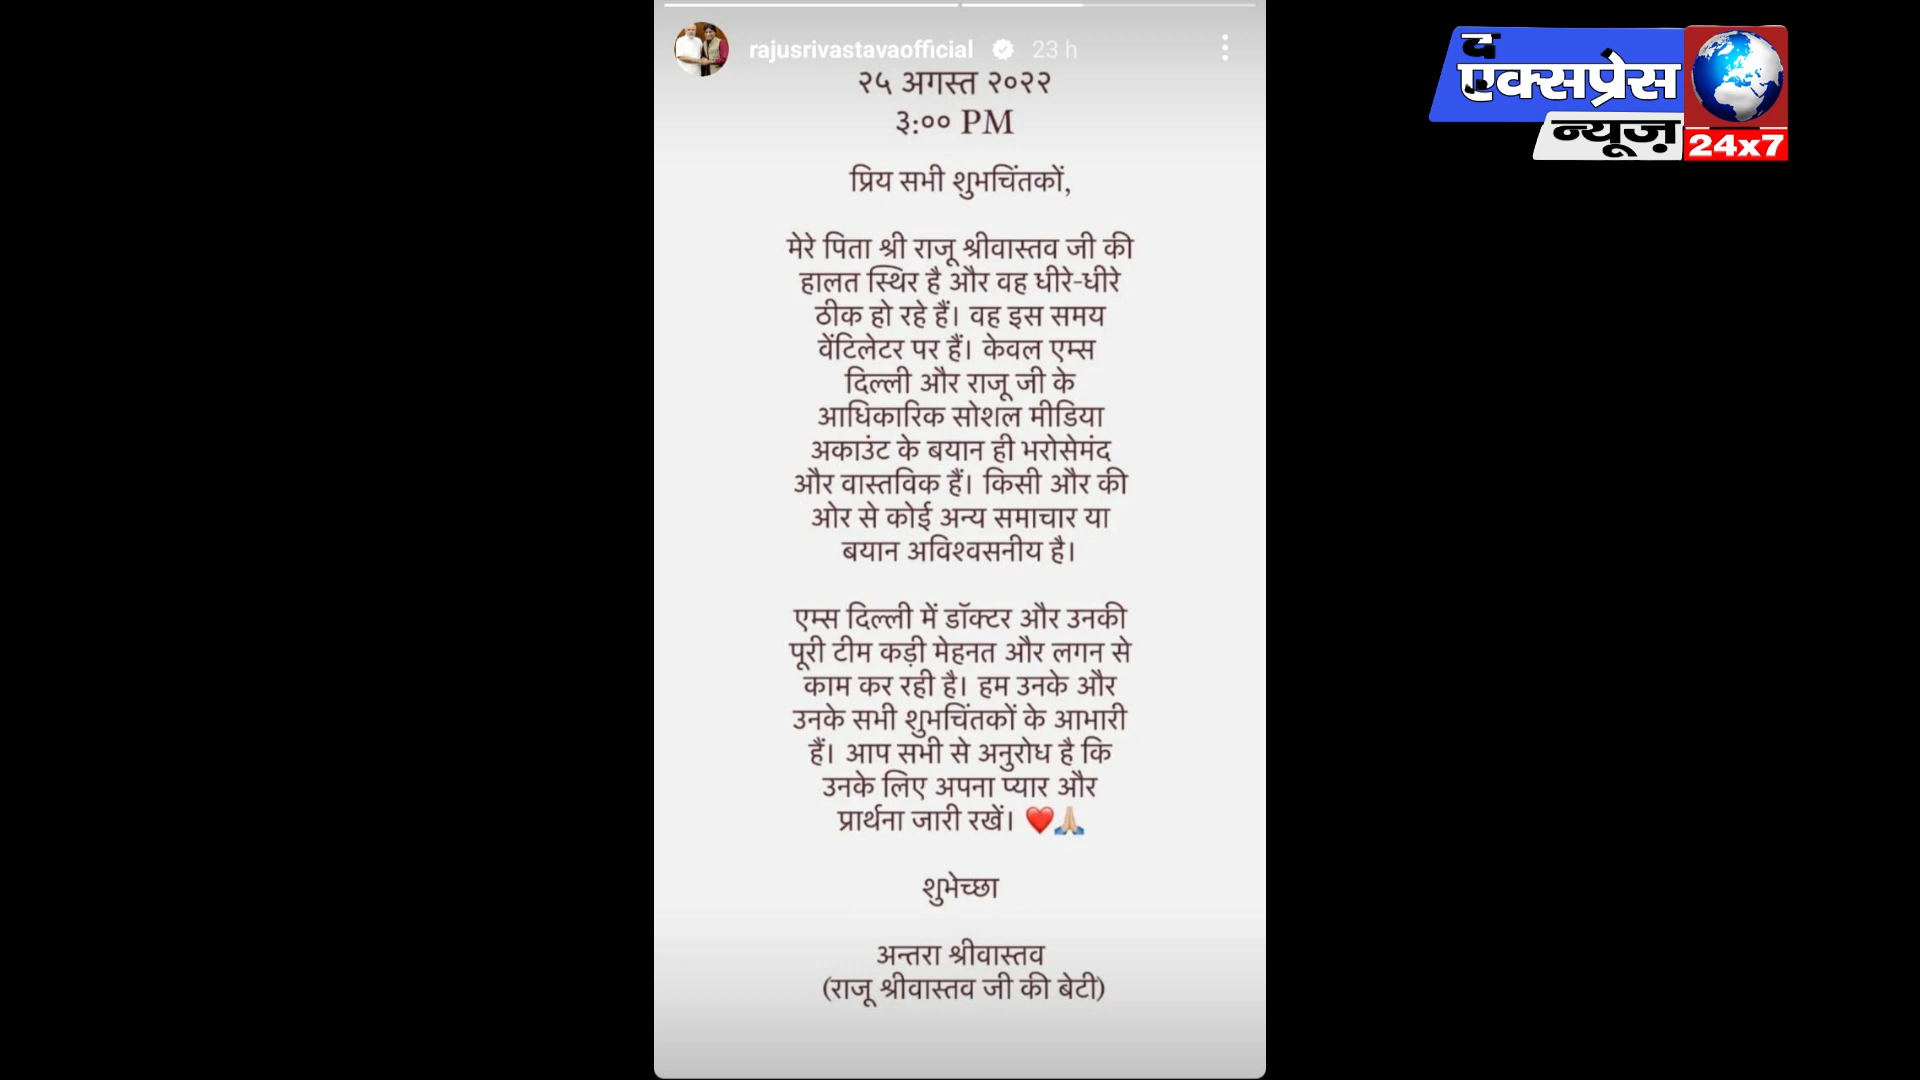 rajusrivastavaofficial 23 h
२५ अगस्त २०२२
३:०० PM
प्रिय सभी शुभचिंतकों,
मेरे पिता श्री राजू श्रीवास्तव जी की
हालत स्थिर है और वह धीरे-धीरे
ठीक हो रहे हैं। वह इस समय
वेंटिलेटर पर हैं। केवल एम्स
दिल्ली और राजू जी के
आधिकारिक सोशल मीडिया
अकाउंट के बयान ही भरोसेमंद
और वास्तविक हैं। किसी और की
ओर से कोई अन्य समाचार या
बयान अविश्वसनीय है।
एम्स दिल्ली में डॉक्टर और उनकी
पूरी टीम कड़ी मेहनत और लगन से
काम कर रही है। हम उनके और
उनके सभी शुभचिंतकों के आभारी
हैं। आप सभी से अनुरोध है कि
उनके लिए अपना प्यार और
प्रार्थना जारी रखें। ❤️🙏🏼
शुभेच्छा
अन्तरा श्रीवास्तव
(राजू श्रीवास्तव जी की बेटी)
द
एक्सप्रेस
न्यूज़
24x7